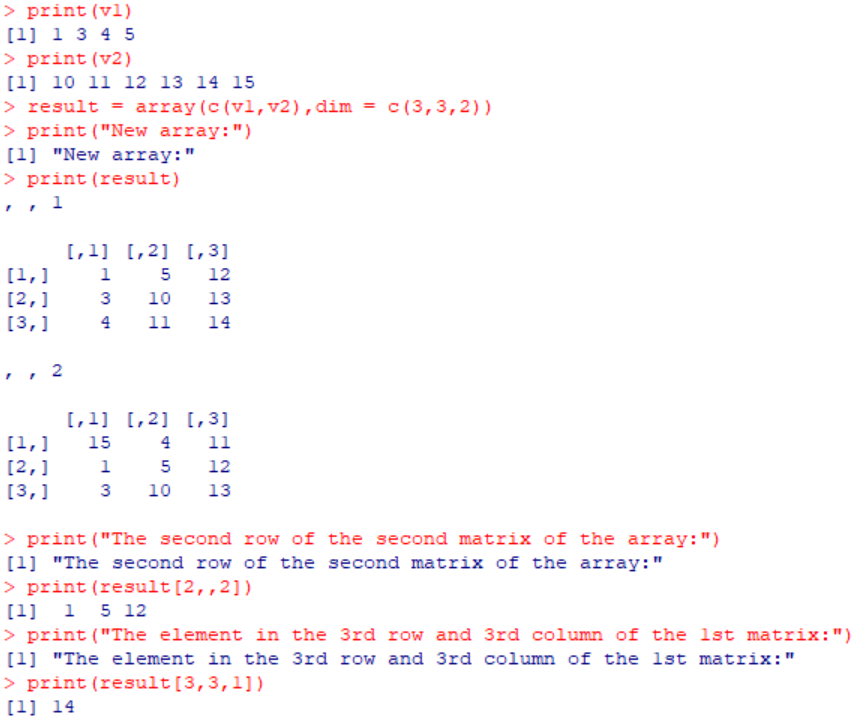 > print(v1)
[1] 1 3 4 5
> print(v2)
[1] 10 11 12 13 14 15
> result = array(c(v1,v2),dim = c(3,3,2))
> print("New array:")
[1] "New array:"
> print(result)
, , 1
     [,1] [,2] [,3]
[1,]    1    5   12
[2,]    3   10   13
[3,]    4   11   14
, , 2
     [,1] [,2] [,3]
[1,]   15    4   11
[2,]    1    5   12
[3,]    3   10   13
> print("The second row of the second matrix of the array:")
[1] "The second row of the second matrix of the array:"
> print(result[2,,2])
[1]  1  5 12
> print("The element in the 3rd row and 3rd column of the 1st matrix:")
[1] "The element in the 3rd row and 3rd column of the 1st matrix:"
> print(result[3,3,1])
[1] 14